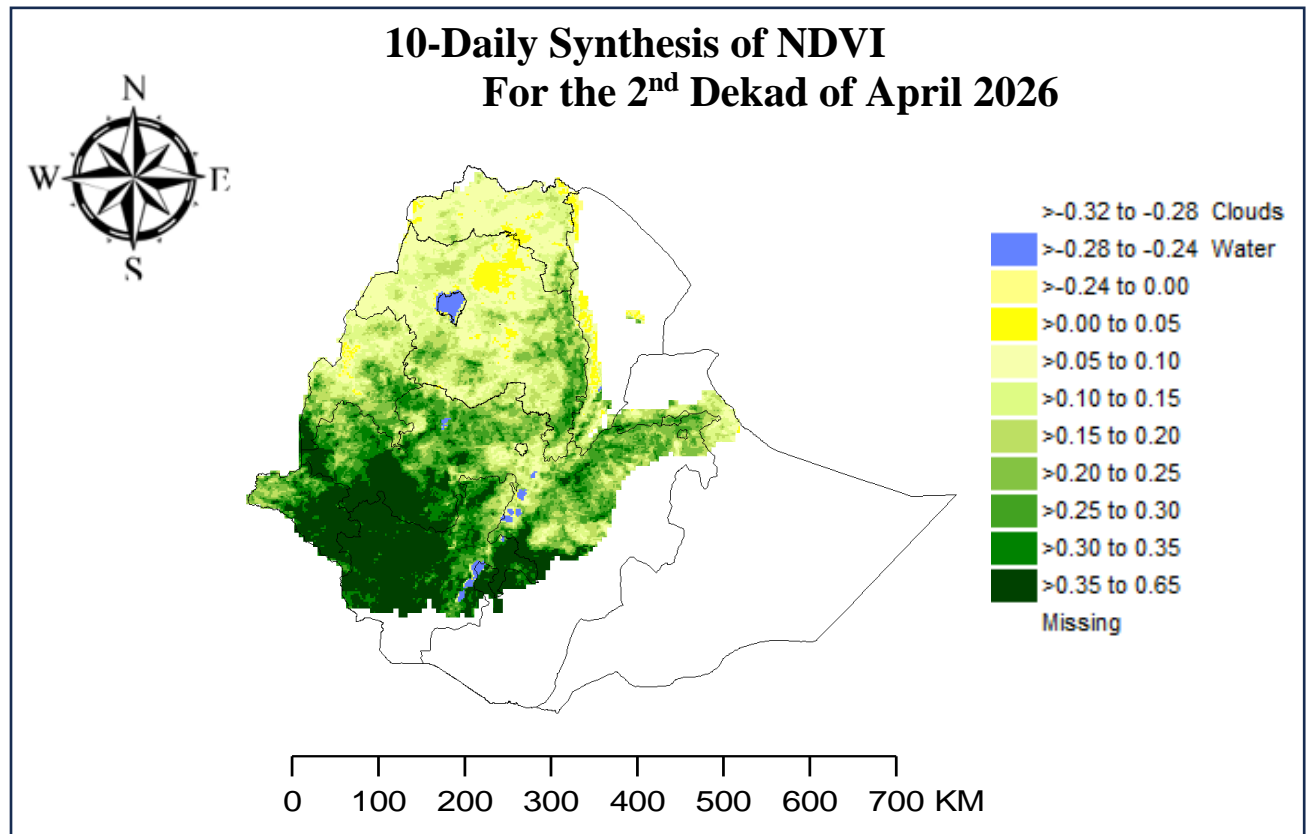 10-Daily Synthesis of NDVI
For the 2nd Dekad of April 2026
N
W E
S
>-0.32 to -0.28 Clouds
>-0.28 to -0.24 Water
>-0.24 to 0.00
>0.00 to 0.05
>0.05 to 0.10
>0.10 to 0.15
>0.15 to 0.20
>0.20 to 0.25
>0.25 to 0.30
>0.30 to 0.35
>0.35 to 0.65
Missing
0 100 200 300 400 500 600 700 KM